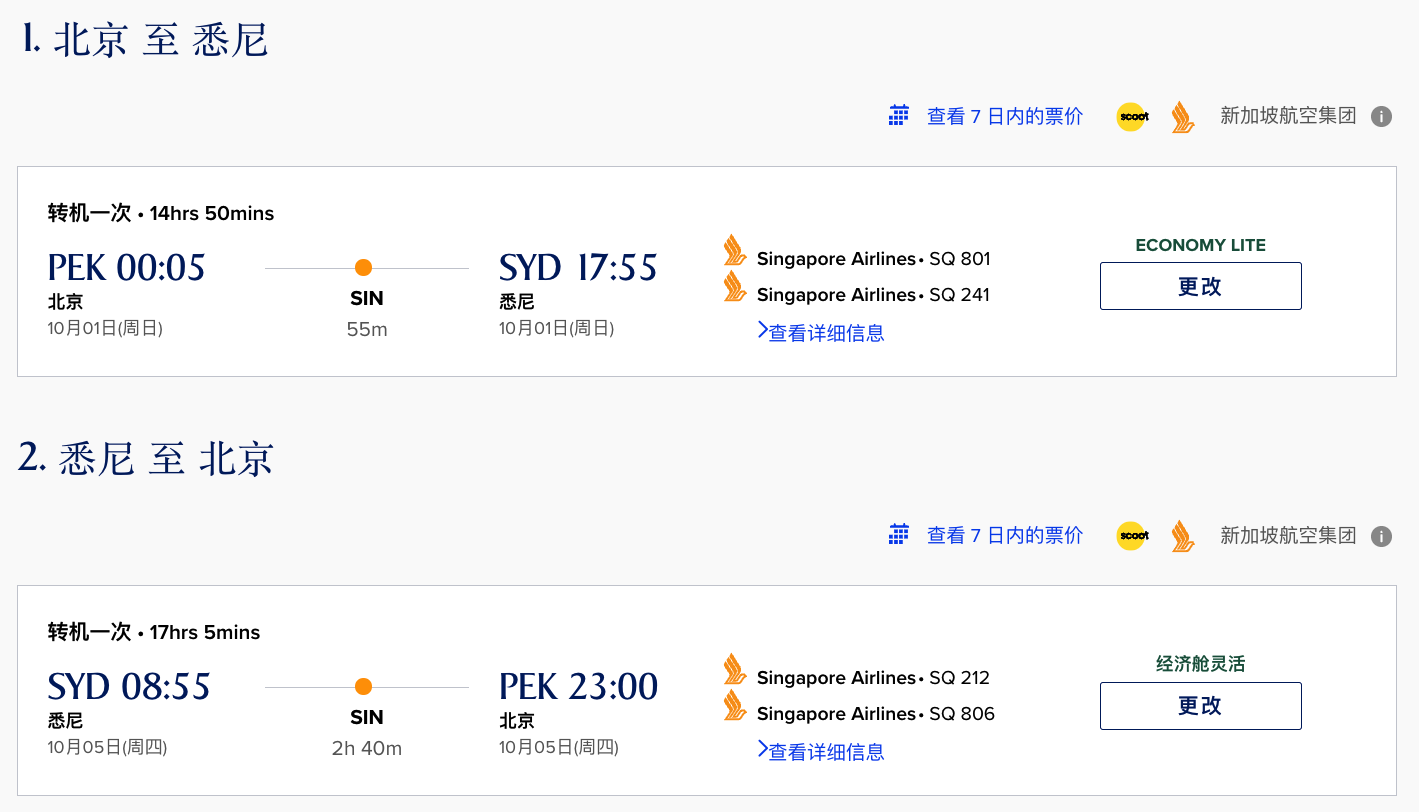 1. 北京 至 悉尼
查看 7 日内的票价 scoot 新加坡航空集团 i
转机一次 • 14hrs 50mins
ECONOMY LITE
PEK 00:05 SYD 17:55
Singapore Airlines • SQ 801
更改
Singapore Airlines • SQ 241
北京 SIN 悉尼
10月01日(周日) 55m 10月01日(周日)
查看详细信息
2. 悉尼 至 北京
查看 7 日内的票价 scoot 新加坡航空集团 i
转机一次 • 17hrs 5mins
经济舱灵活
SYD 08:55 PEK 23:00
Singapore Airlines • SQ 212
更改
Singapore Airlines • SQ 806
悉尼 SIN 北京
10月05日(周四) 2h 40m 10月05日(周四)
查看详细信息